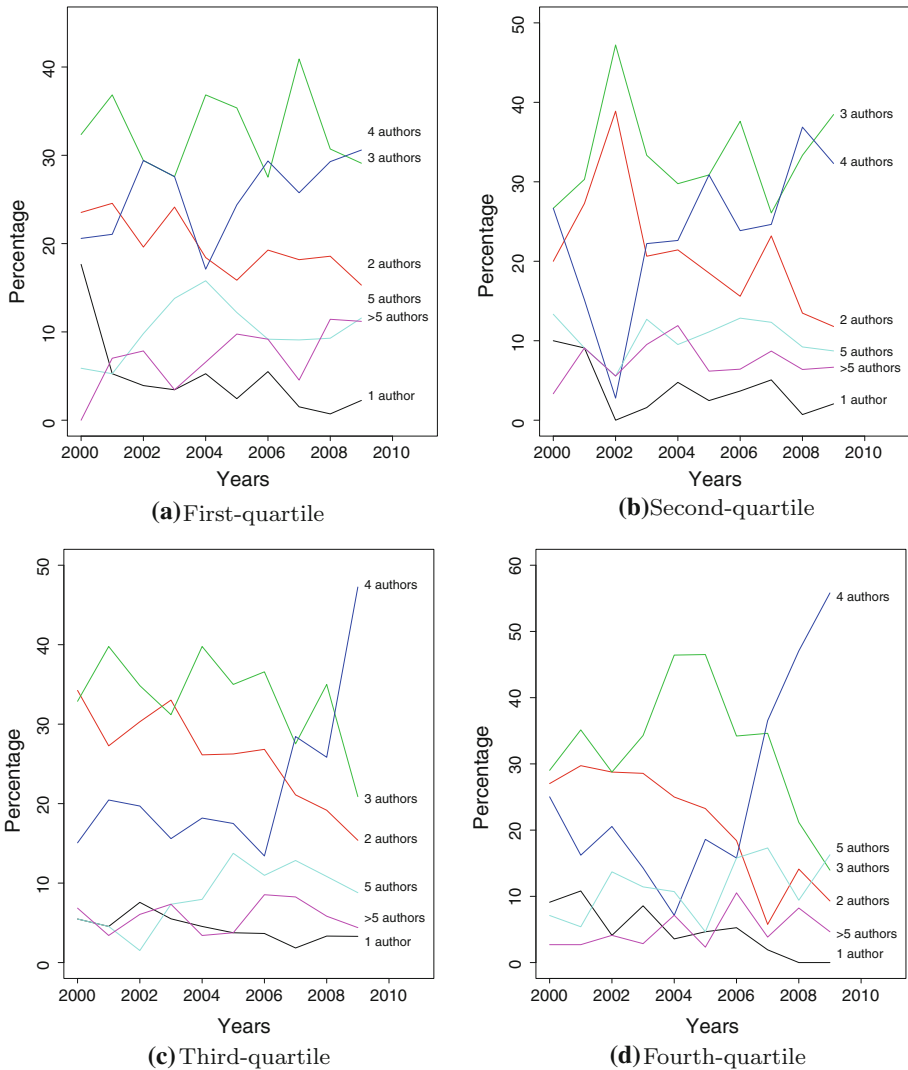 40
30
20
10
0
Percentage
4 authors
3 authors
2 authors
5 authors
>5 authors
1 author
2000 2002 2004 2006 2008 2010
Years
(a) First-quartile
50
40
30
20
10
0
Percentage
3 authors
4 authors
2 authors
5 authors
>5 authors
1 author
2000 2002 2004 2006 2008 2010
Years
(b) Second-quartile
50
40
30
20
10
0
Percentage
4 authors
3 authors
2 authors
5 authors
>5 authors
1 author
2000 2002 2004 2006 2008 2010
Years
(c) Third-quartile
60
50
40
30
20
10
0
Percentage
4 authors
5 authors
3 authors
2 authors
>5 authors
1 author
2000 2002 2004 2006 2008 2010
Years
(d) Fourth-quartile